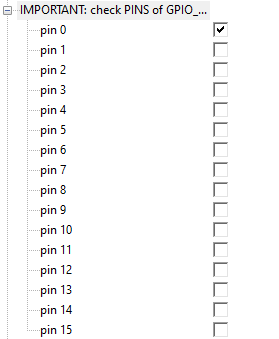 IMPORTANT: check PINS of GPIO_...
pin 0
pin 1
pin 2
pin 3
pin 4
pin 5
pin 6
pin 7
pin 8
pin 9
pin 10
pin 11
pin 12
pin 13
pin 14
pin 15